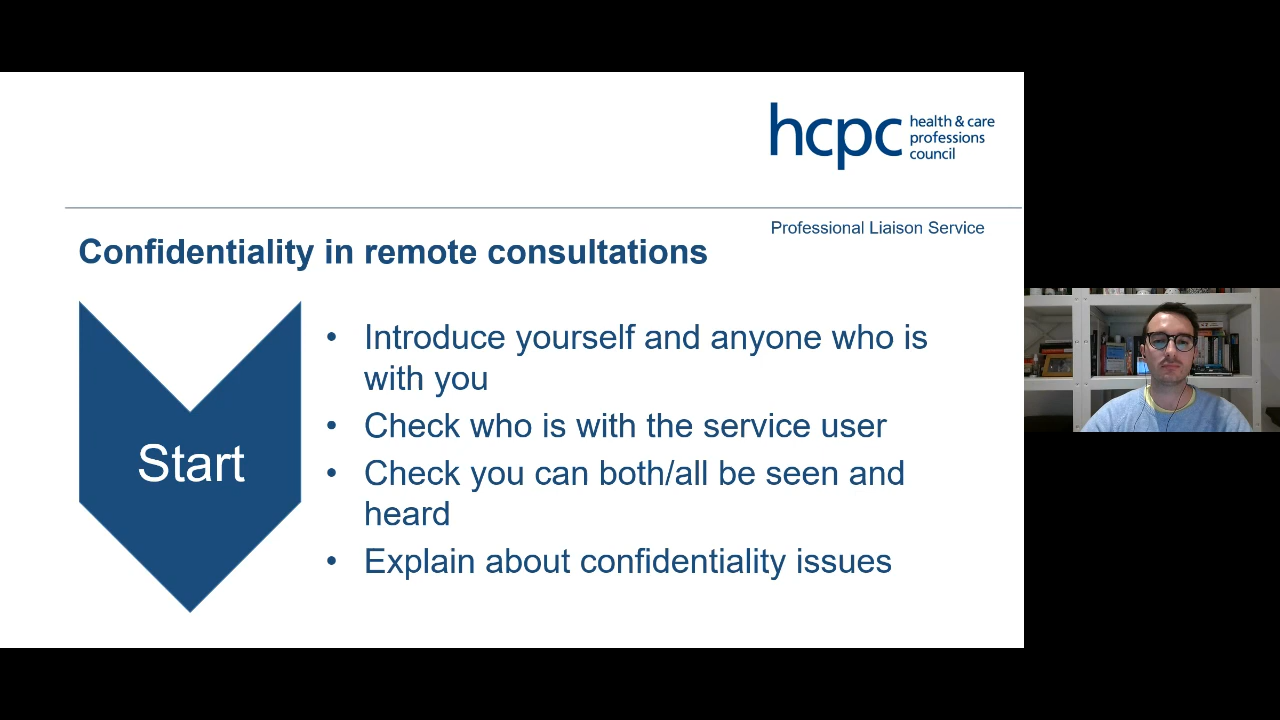 hcpc
health & care
professions
council
Professional Liaison Service
Confidentiality in remote consultations
Start
• Introduce yourself and anyone who is
with you
• Check who is with the service user
• Check you can both/all be seen and
heard
• Explain about confidentiality issues